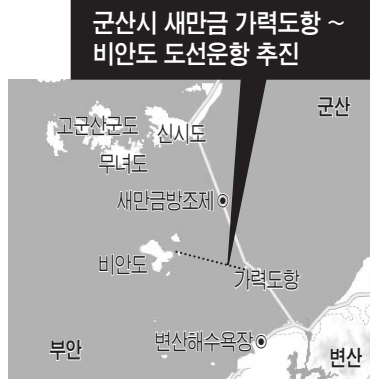 군산시 새만금 가력도항 ~
비안도 도선운항 추진
군산
고군산군도
신시도
무녀도
새만금방조제
비안도
가력도항
변산해수욕장
부안
변산